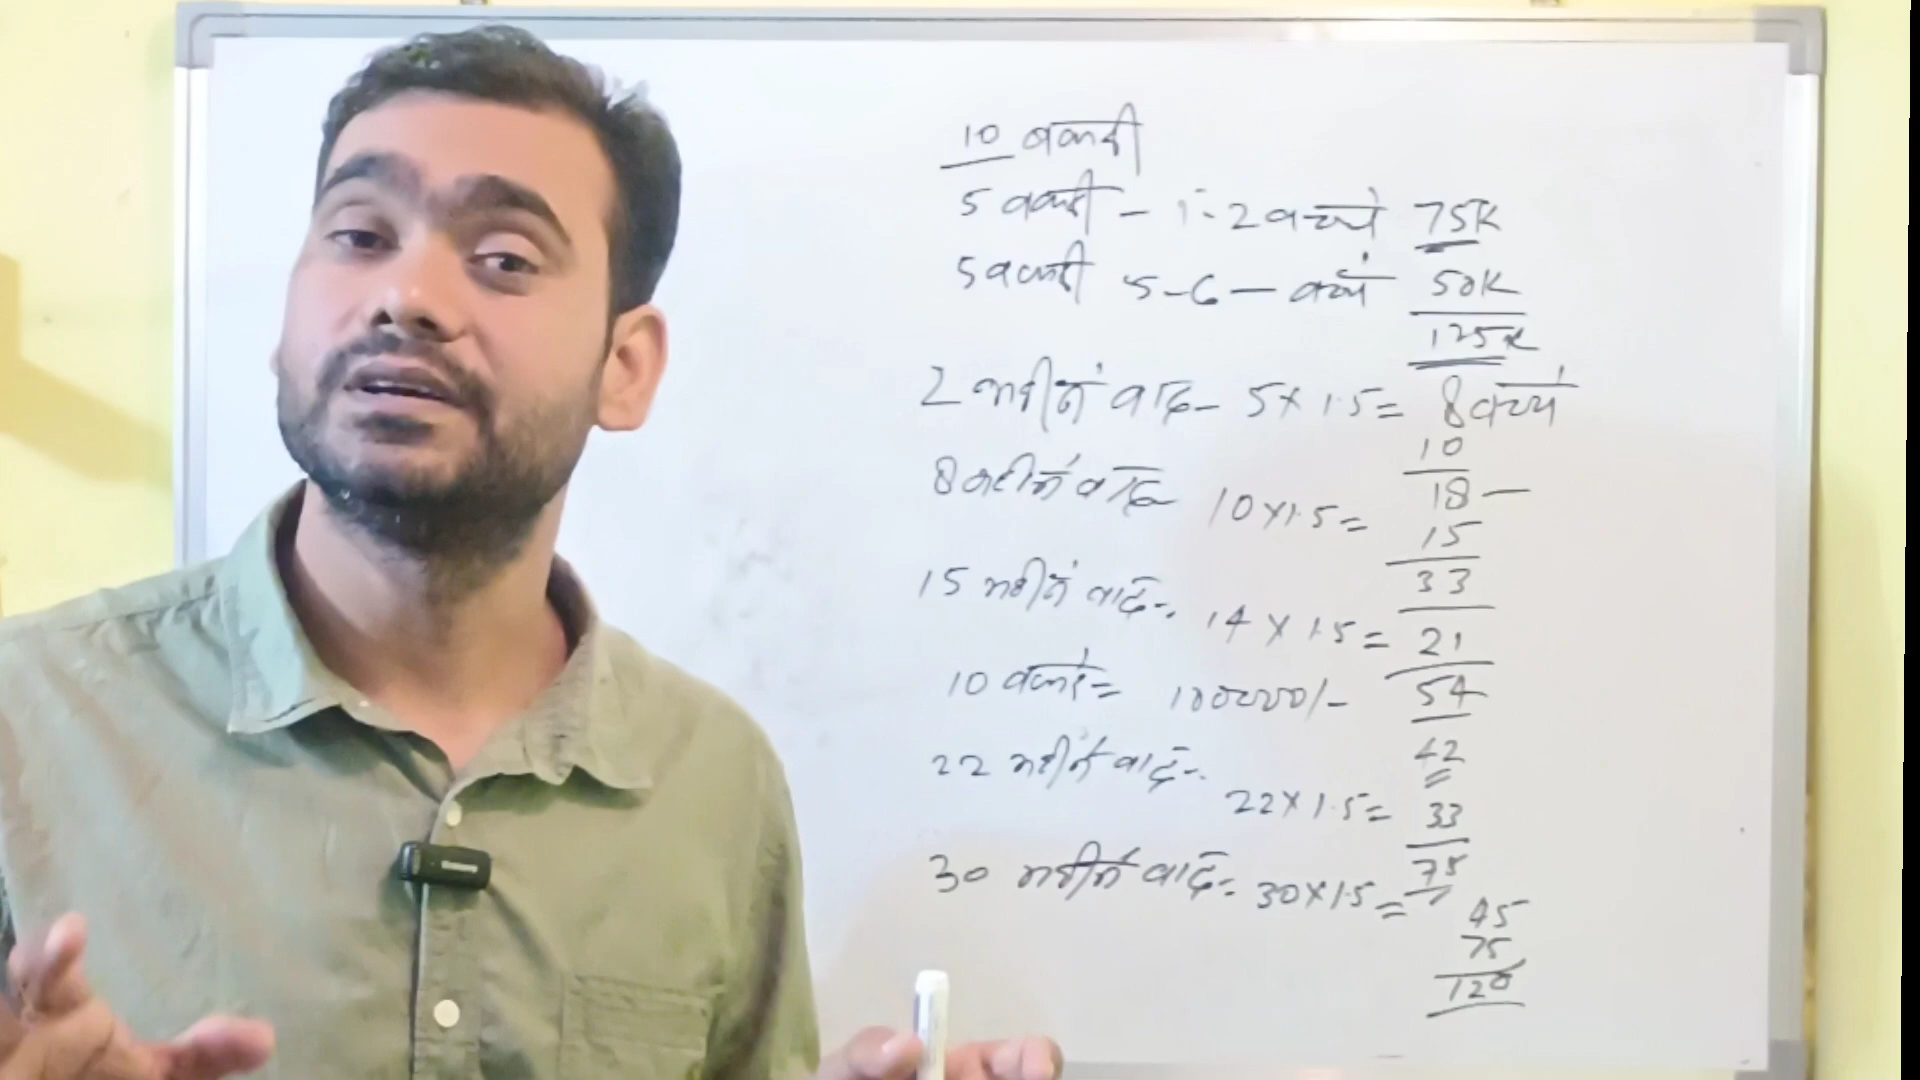 10 बकरी
5 बकरी - 1-2 बच्चे 75K
5 बकरी 5-6 - बच्चे 50K
125K
2 महीने बाद - 5×1.5= 8 बच्चे
10
18 -
8 महीने बाद 10×1.5= 15
33
15 महीने बाद - 14×1.5= 21
54
10 बकरे = 100000/-
42
22 महीने बाद - 22×1.5= 33
75
30 महीने बाद - 30×1.5= 45
75
120